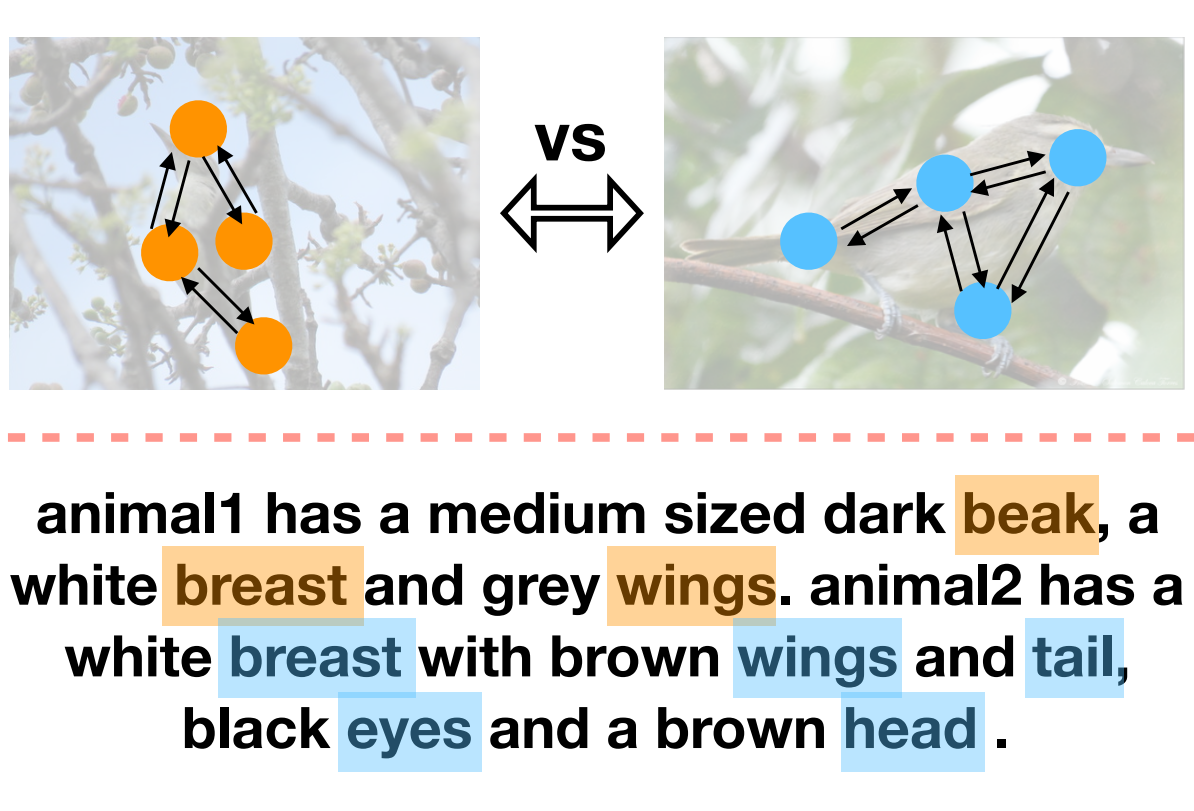 vs
animal1 has a medium sized dark beak, a
white breast and grey wings. animal2 has a
white breast with brown wings and tail,
black eyes and a brown head .